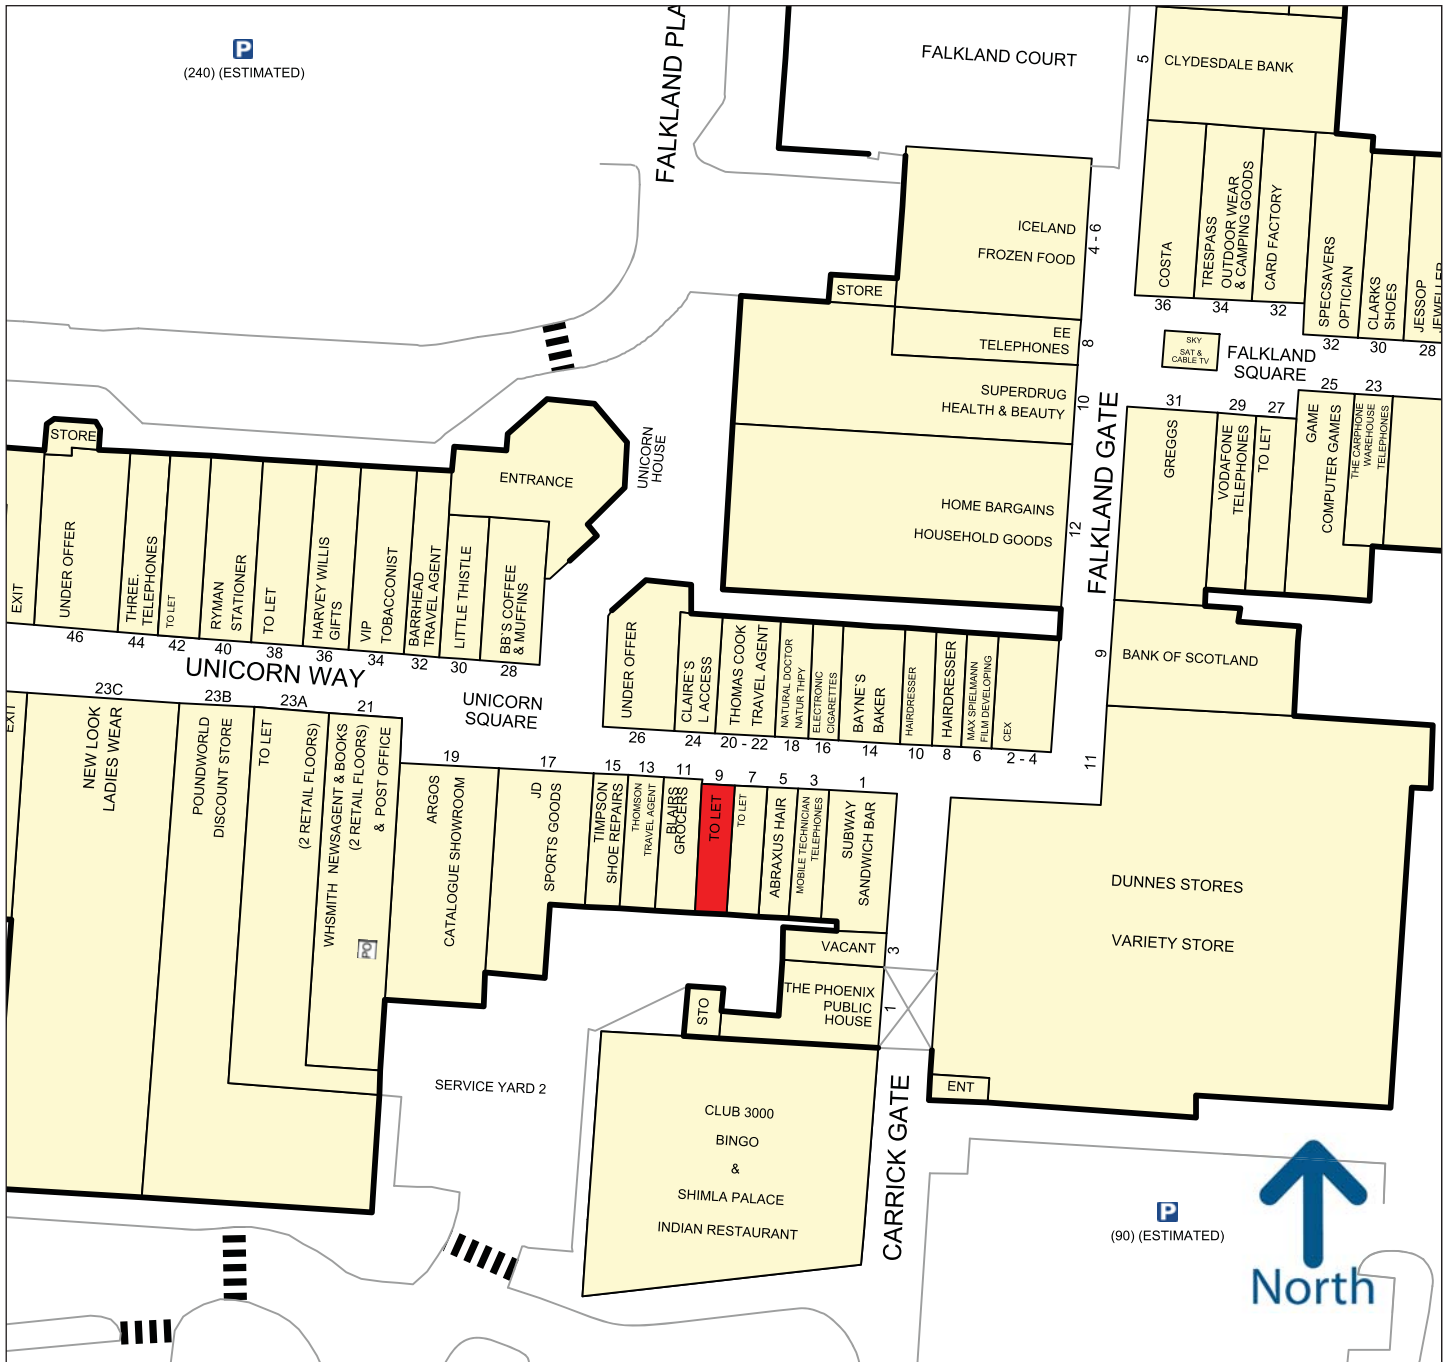 P
(240) (ESTIMATED)
FALKLAND PLA
FALKLAND COURT
5
CLYDESDALE BANK
ICELAND
FROZEN FOOD
4 - 6
COSTA
36
TRESPASS
OUTDOOR WEAR
& CAMPING GOODS
34
CARD FACTORY
32
SPECSAVERS
OPTICIAN
32
CLARKS
SHOES
30
JESSOP
JEWELLER
28
STORE
EE
TELEPHONES
8
SKY
SAT &
CABLE TV
FALKLAND
SQUARE
SUPERDRUG
HEALTH & BEAUTY
10
HOME BARGAINS
HOUSEHOLD GOODS
12
FALKLAND GATE
31
GREGGS
29
VODAFONE
TELEPHONES
27
TO LET
25
GAME
COMPUTER GAMES
23
THE CARPHONE
WAREHOUSE
TELEPHONES
STORE
ENTRANCE
UNICORN
HOUSE
EXIT
UNDER OFFER
46
THREE.
TELEPHONES
44
TO LET
42
RYMAN
STATIONER
40
TO LET
38
HARVEY WILLIS
GIFTS
36
VIP
TOBACCONIST
34
BARRHEAD
TRAVEL AGENT
32
LITTLE THISTLE
30
BB`S COFFEE
& MUFFINS
28
UNICORN WAY
UNICORN
SQUARE
UNDER OFFER
26
CLAIRE`S
L ACCESS
24
THOMAS COOK
TRAVEL AGENT
20 - 22
NATURAL DOCTOR
NATUR THPY
18
ELECTRONIC
CIGARETTES
16
BAYNE`S
BAKER
14
HAIRDRESSER
10
HAIRDRESSER
8
MAX SPIELMANN
FILM DEVELOPING
6
CEX
2 - 4
9
BANK OF SCOTLAND
11
EXIT
23C
NEW LOOK
LADIES WEAR
23B
POUNDWORLD
DISCOUNT STORE
23A
TO LET
(2 RETAIL FLOORS)
21
WHSMITH NEWSAGENT & BOOKS
(2 RETAIL FLOORS)
& POST OFFICE
PO
19
ARGOS
CATALOGUE SHOWROOM
17
JD
SPORTS GOODS
15
TIMPSON
SHOE REPAIRS
13
THOMSON
TRAVEL AGENT
11
BLAIRS
GROCERS
9
TO LET
7
TO LET
5
ABRAXUS HAIR
3
MOBILE TECHNICIAN
TELEPHONES
1
SUBWAY
SANDWICH BAR
DUNNES STORES
VARIETY STORE
VACANT
3
THE PHOENIX
PUBLIC
HOUSE
1
STO
SERVICE YARD 2
ENT
CLUB 3000
BINGO
&
SHIMLA PALACE
INDIAN RESTAURANT
CARRICK GATE
P
(90) (ESTIMATED)
North